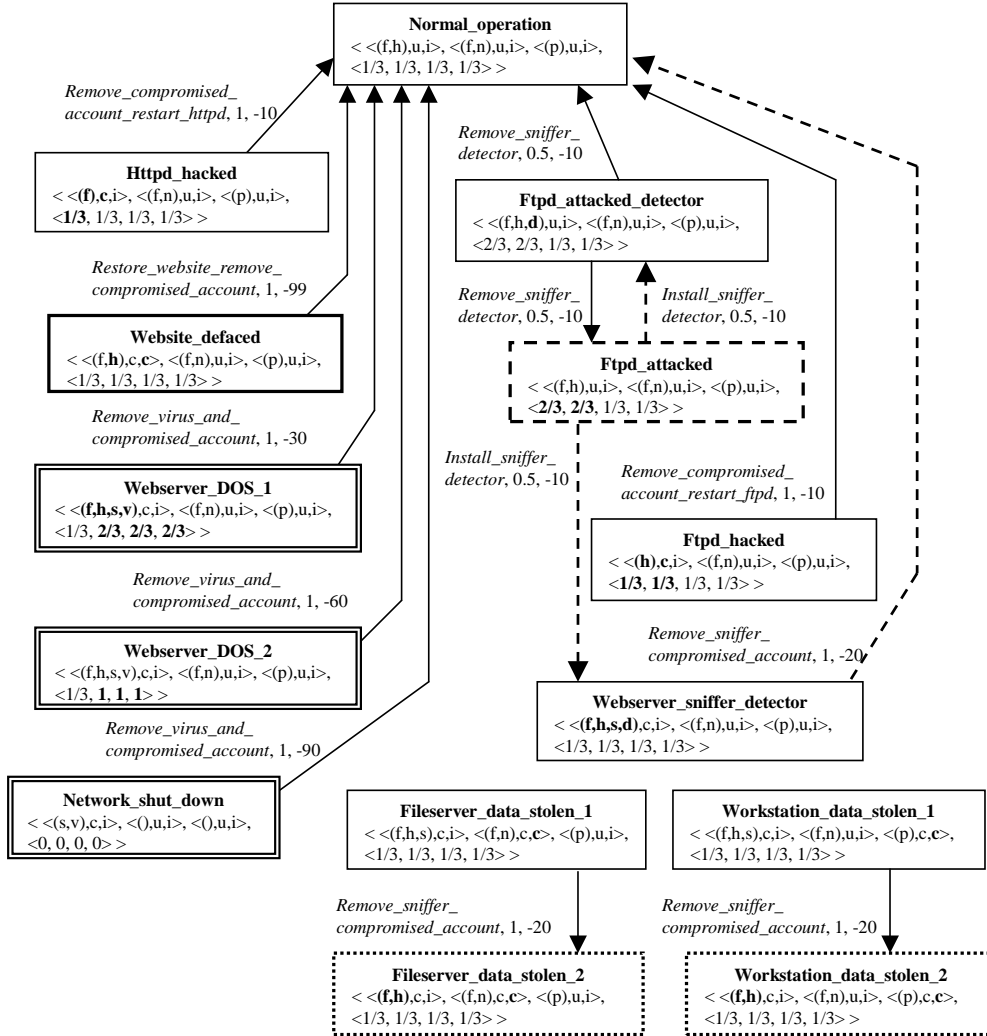 Normal_operation
< <(f,h),u,i>, <(f,n),u,i>, <(p),u,i>,
<1/3, 1/3, 1/3, 1/3> >
Remove_compromised_
account_restart_httpd, 1, -10
Httpd_hacked
< <(f),c,i>, <(f,n),u,i>, <(p),u,i>,
<1/3, 1/3, 1/3, 1/3> >
Restore_website_remove_
compromised_account, 1, -99
Website_defaced
< <(f,h),c,c>, <(f,n),u,i>, <(p),u,i>,
<1/3, 1/3, 1/3, 1/3> >
Remove_virus_and_
compromised_account, 1, -30
Webserver_DOS_1
< <(f,h,s,v),c,i>, <(f,n),u,i>, <(p),u,i>,
<1/3, 2/3, 2/3, 2/3> >
Remove_virus_and_
compromised_account, 1, -60
Webserver_DOS_2
< <(f,h,s,v),c,i>, <(f,n),u,i>, <(p),u,i>,
<1/3, 1, 1, 1> >
Remove_virus_and_
compromised_account, 1, -90
Network_shut_down
< <(s,v),c,i>, <(),u,i>, <(),u,i>,
<0, 0, 0, 0> >
Remove_sniffer_
detector, 0.5, -10
Ftpd_attacked_detector
< <(f,h,d),u,i>, <(f,n),u,i>, <(p),u,i>,
<2/3, 2/3, 1/3, 1/3> >
Remove_sniffer_
detector, 0.5, -10
Install_sniffer_
detector, 0.5, -10
Ftpd_attacked
< <(f,h),u,i>, <(f,n),u,i>, <(p),u,i>,
<2/3, 2/3, 1/3, 1/3> >
Install_sniffer_
detector, 0.5, -10
Remove_compromised_
account_restart_ftpd, 1, -10
Ftpd_hacked
< <(h),c,i>, <(f,n),u,i>, <(p),u,i>,
<1/3, 1/3, 1/3, 1/3> >
Remove_sniffer_
compromised_account, 1, -20
Webserver_sniffer_detector
< <(f,h,s,d),c,i>, <(f,n),u,i>, <(p),u,i>,
<1/3, 1/3, 1/3, 1/3> >
Fileserver_data_stolen_1
< <(f,h,s),c,i>, <(f,n),c,c>, <(p),u,i>,
<1/3, 1/3, 1/3, 1/3> >
Remove_sniffer_
compromised_account, 1, -20
Fileserver_data_stolen_2
< <(f,h),c,i>, <(f,n),c,c>, <(p),u,i>,
<1/3, 1/3, 1/3, 1/3> >
Workstation_data_stolen_1
< <(f,h,s),c,i>, <(f,n),u,i>, <(p),c,c>,
<1/3, 1/3, 1/3, 1/3> >
Remove_sniffer_
compromised_account, 1, -20
Workstation_data_stolen_2
< <(f,h),c,i>, <(f,n),u,i>, <(p),c,c>,
<1/3, 1/3, 1/3, 1/3> >